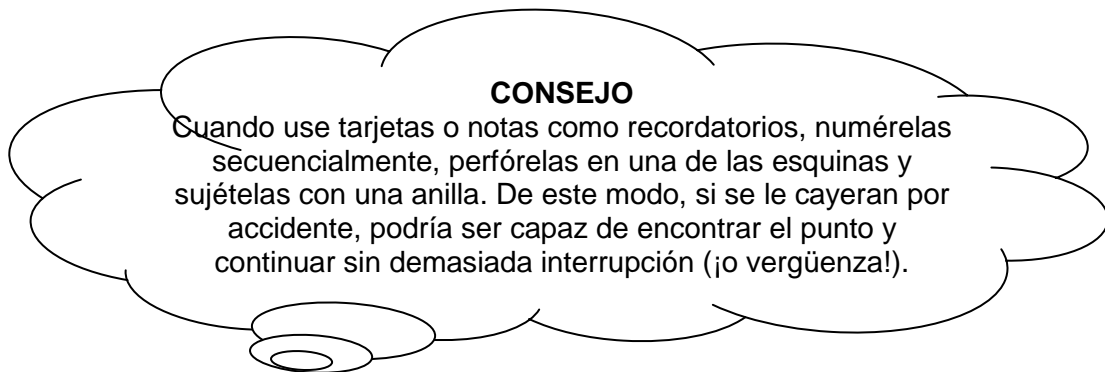 CONSEJO
Cuando use tarjetas o notas como recordatorios, numérelas
secuencialmente, perfórelas en una de las esquinas y
sujételas con una anilla. De este modo, si se le cayeran por
accidente, podría ser capaz de encontrar el punto y
continuar sin demasiada interrupción (¡o vergüenza!).